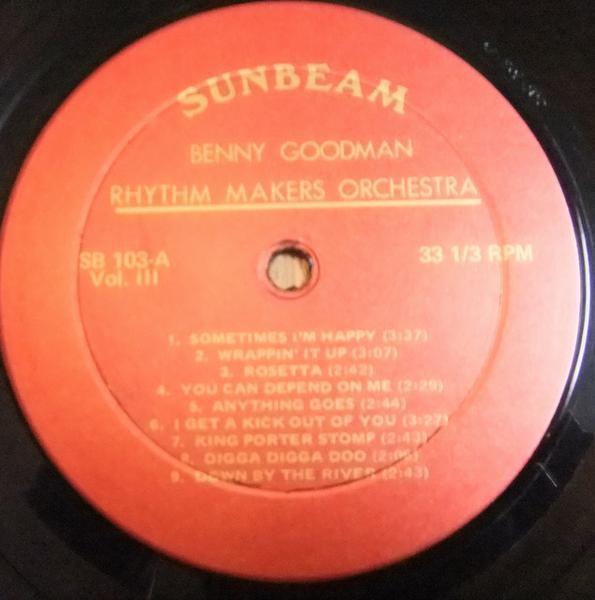 SUNBEAM
BENNY GOODMAN
RHYTHM MAKERS ORCHESTRA
SB 103-A
Vol. III
33 1/3 RPM
1. SOMETIMES I'M HAPPY (3:37)
2. WRAPPIN' IT UP (3:07)
3. ROSETTA (2:42)
4. YOU CAN DEPEND ON ME (2:29)
5. ANYTHING GOES (2:44)
6. I GET A KICK OUT OF YOU (3:27)
7. KING PORTER STOMP (2:43)
8. DIGGA DIGGA DOO
9. DOWN BY THE RIVER (2:43)